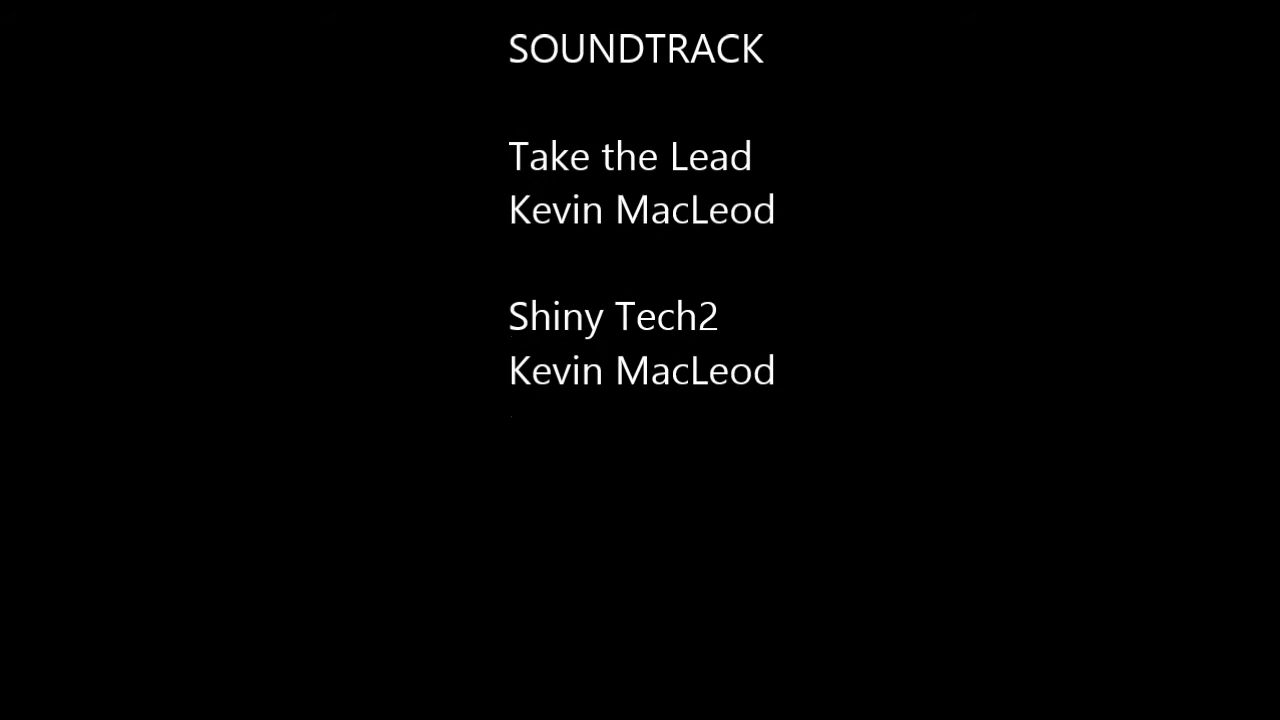 SOUNDTRACK
Take the Lead
Kevin MacLeod
Shiny Tech2
Kevin MacLeod